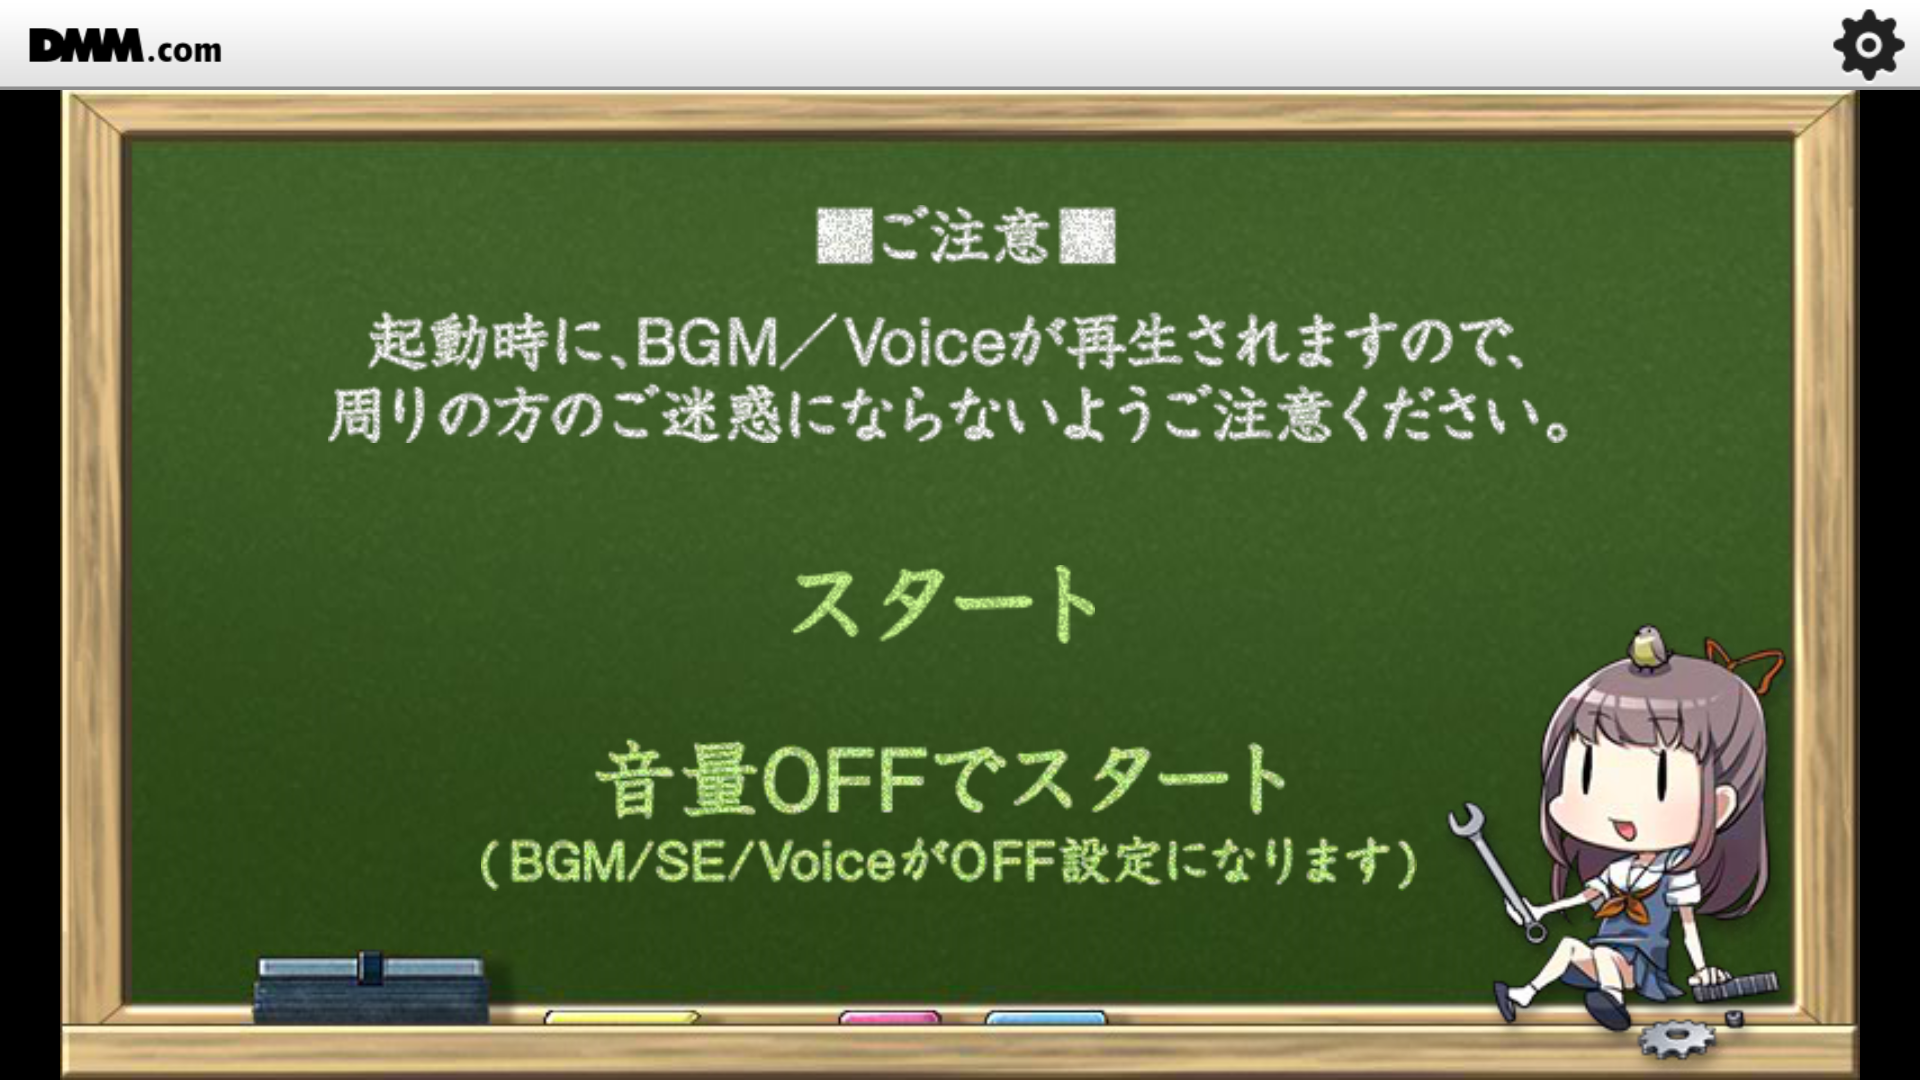 DMM.com
■ご注意■
起動時に、BGM／Voiceが再生されますので、
周りの方のご迷惑にならないようご注意ください。
スタート
音量OFFでスタート
(BGM/SE/VoiceがOFF設定になります)